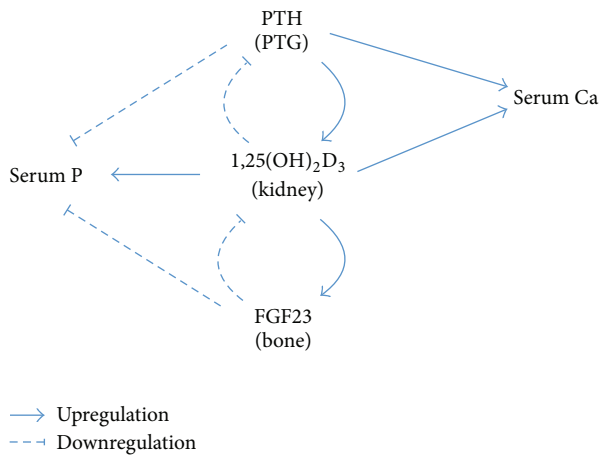 PTH
(PTG)
Serum Ca
1,25(OH)₂D₃
Serum P
(kidney)
FGF23
(bone)
Upregulation
Downregulation